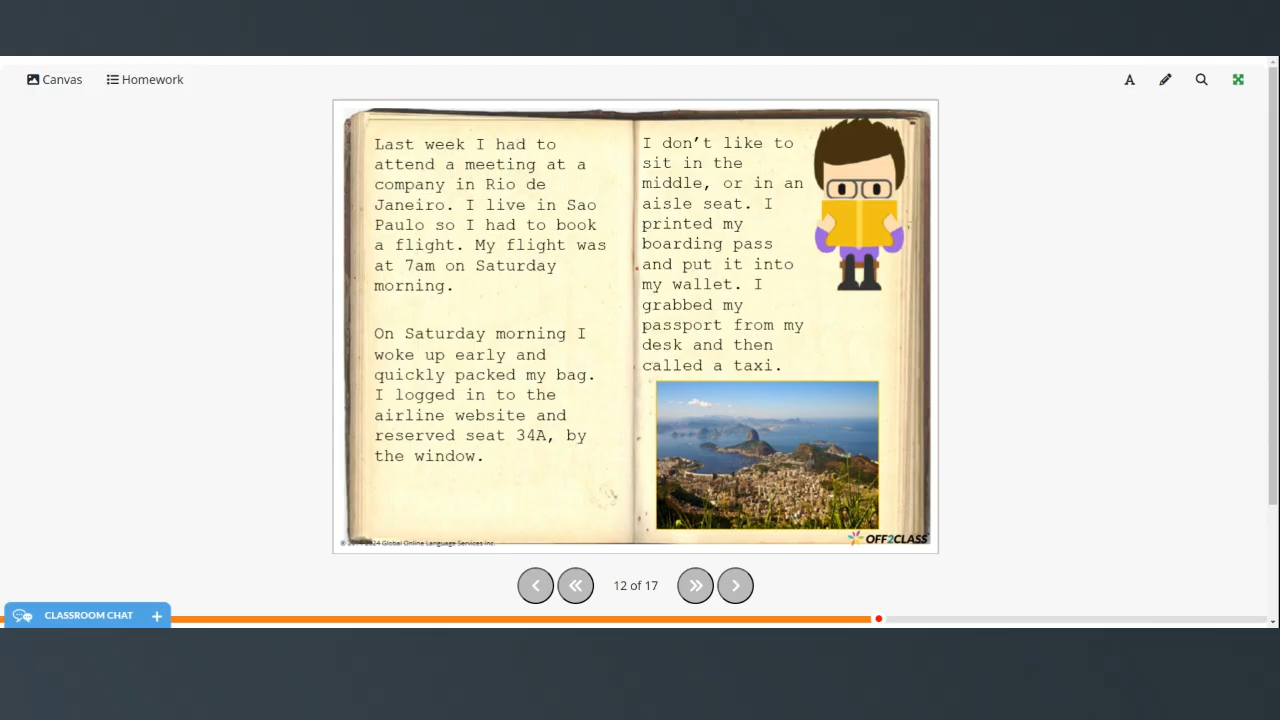 Canvas
Homework
Last week I had to
attend a meeting at a
company in Rio de
Janeiro. I live in Sao
Paulo so I had to book
a flight. My flight was
at 7am on Saturday
morning.
On Saturday morning I
woke up early and
quickly packed my bag.
I logged in to the
airline website and
reserved seat 34A, by
the window.
I don’t like to
sit in the
middle, or in an
aisle seat. I
printed my
boarding pass
and put it into
my wallet. I
grabbed my
passport from my
desk and then
called a taxi.
Global Online Language Services Inc.
OFF2CLASS
12 of 17
CLASSROOM CHAT